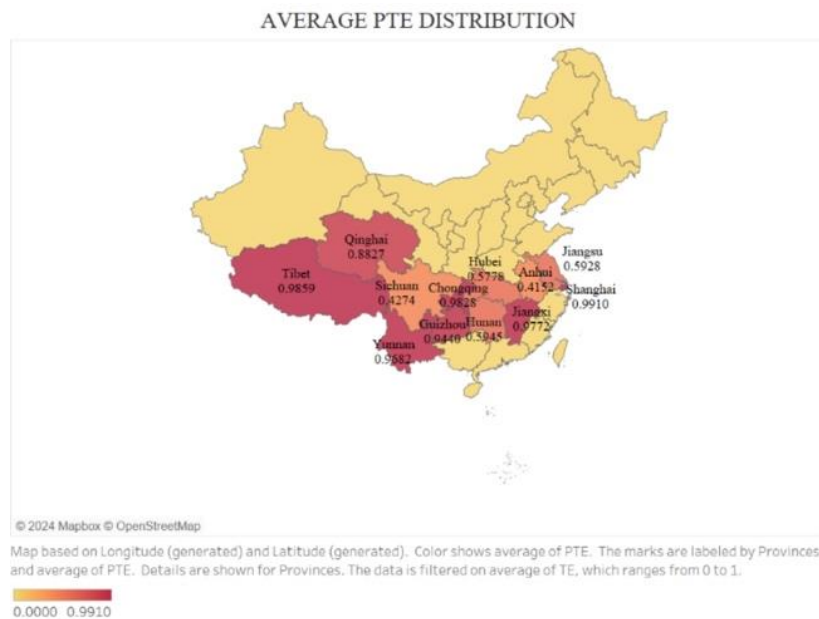 AVERAGE PTE DISTRIBUTION
Qinghai
0.8827
Tibet
0.9859
Sichuan
0.4274
Chongqing
0.9828
Hubei
0.5778
Anhui
0.4152
Jiangsu
0.5928
Shanghai
0.9910
Jiangxi
0.9772
Hunan
0.5945
Guizhou
0.9440
Yunnan
0.9682
© 2024 Mapbox © OpenStreetMap
Map based on Longitude (generated) and Latitude (generated). Color shows average of PTE. The marks are labeled by Provinces
and average of PTE. Details are shown for Provinces. The data is filtered on average of TE, which ranges from 0 to 1.
0.0000 0.9910